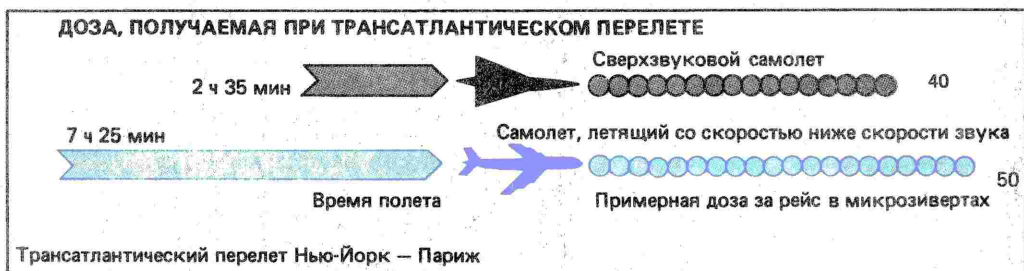 ДОЗА, ПОЛУЧАЕМАЯ ПРИ ТРАНСАТЛАНТИЧЕСКОМ ПЕРЕЛЕТЕ
Сверхзвуковой самолет
2 ч 35 мин
40
7 ч 25 мин
Самолет, летящий со скоростью ниже скорости звука
50
Время полета
Примерная доза за рейс в микрозивертах
Трансатлантический перелет Нью-Йорк — Париж